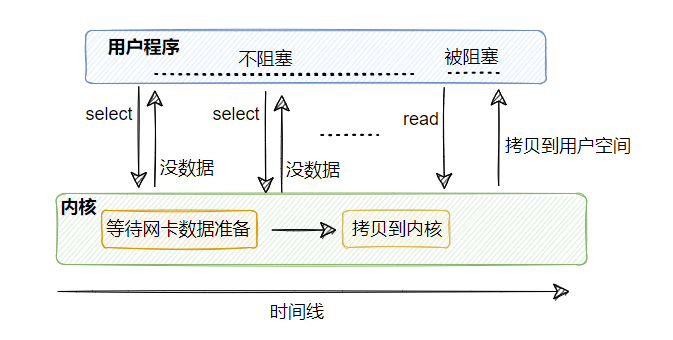 用户程序
不阻塞
被阻塞
select
select
read
没数据
没数据
拷贝到用户空间
内核
等待网卡数据准备
拷贝到内核
时间线